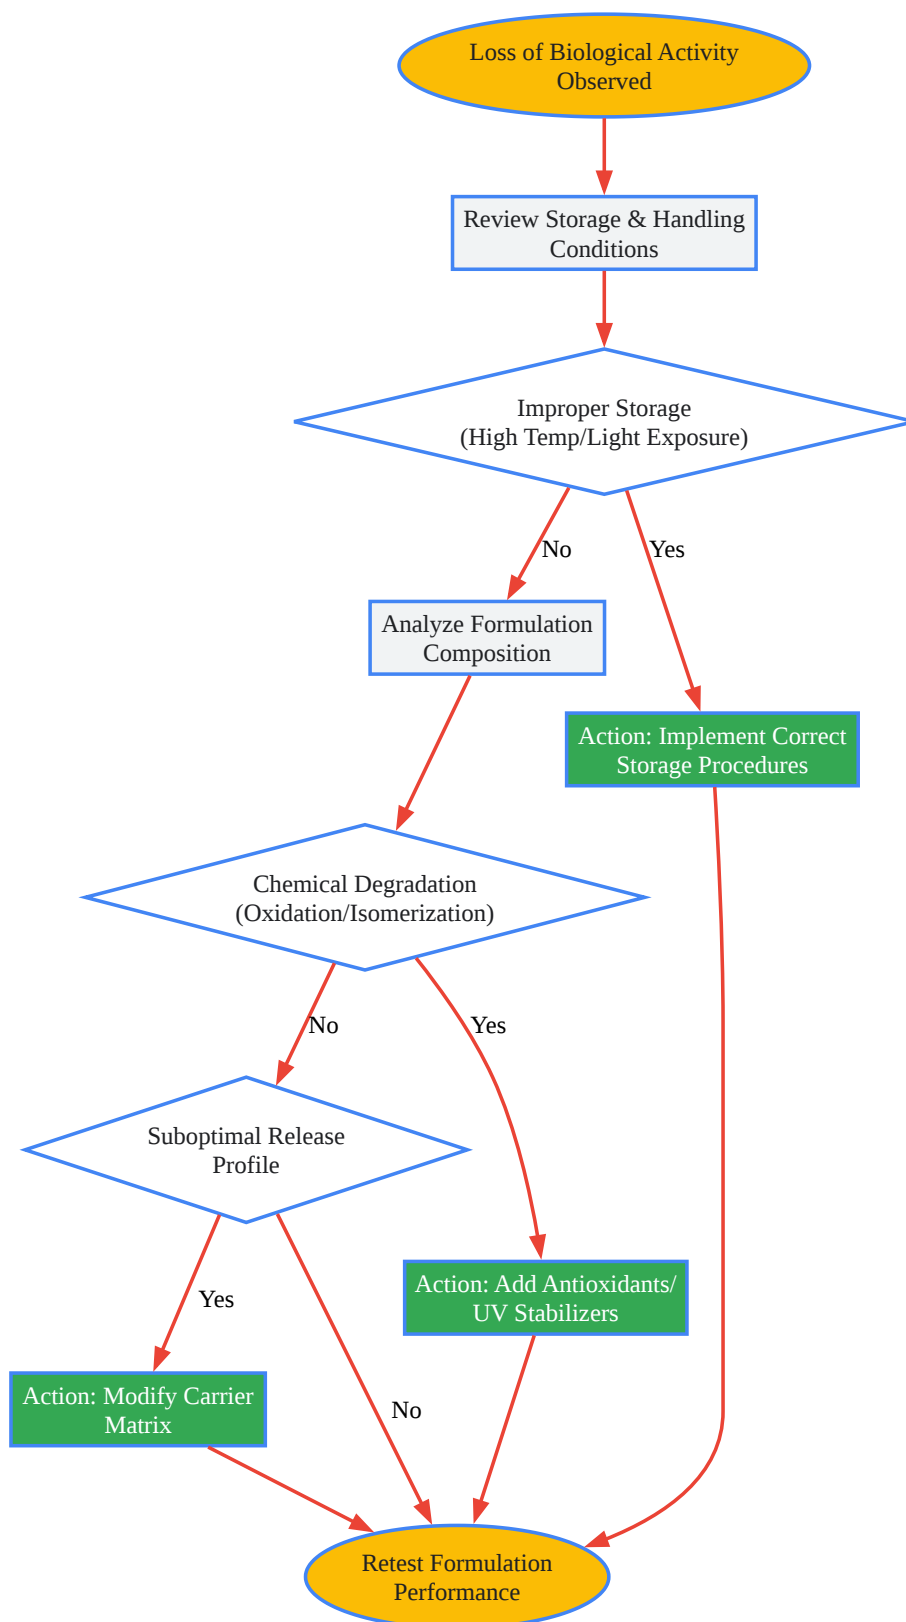 Loss of Biological Activity
Observed
Review Storage & Handling
Conditions
Improper Storage
(High Temp/Light Exposure)
No
Yes
Analyze Formulation
Composition
Action: Implement Correct
Storage Procedures
Chemical Degradation
(Oxidation/Isomerization)
No
Yes
Suboptimal Release
Profile
Yes
Action: Add Antioxidants/
UV Stabilizers
Action: Modify Carrier
Matrix
No
Retest Formulation
Performance